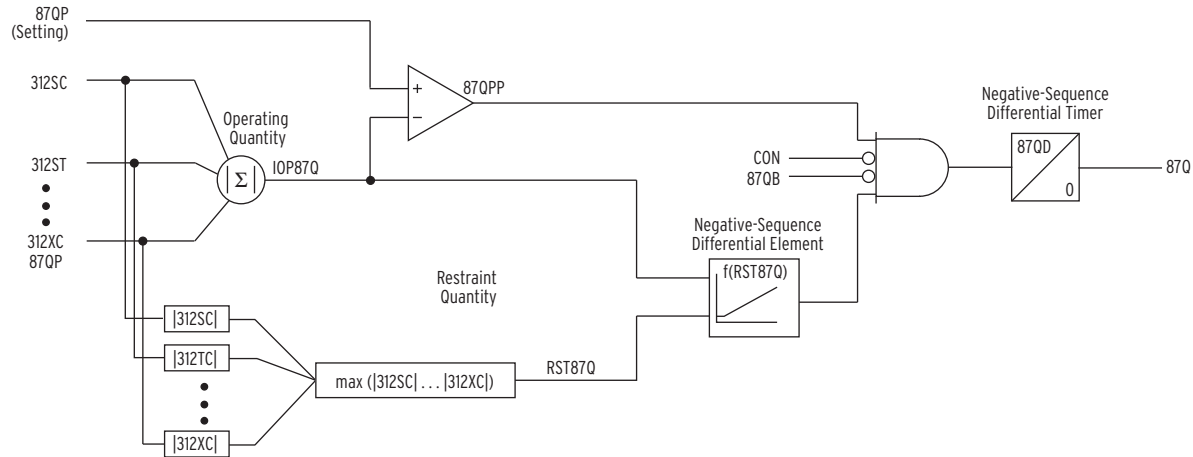 87QP
(Setting)
312SC
312ST
312XC
87QP
Operating
Quantity
|Σ|
IOP87Q
+
−
87QPP
CON
87QB
Negative-Sequence
Differential Timer
87QD
0
87Q
Negative-Sequence
Differential Element
f(RST87Q)
Restraint
Quantity
|312SC|
|312TC|
|312XC|
max (|312SC| . . . |312XC|)
RST87Q